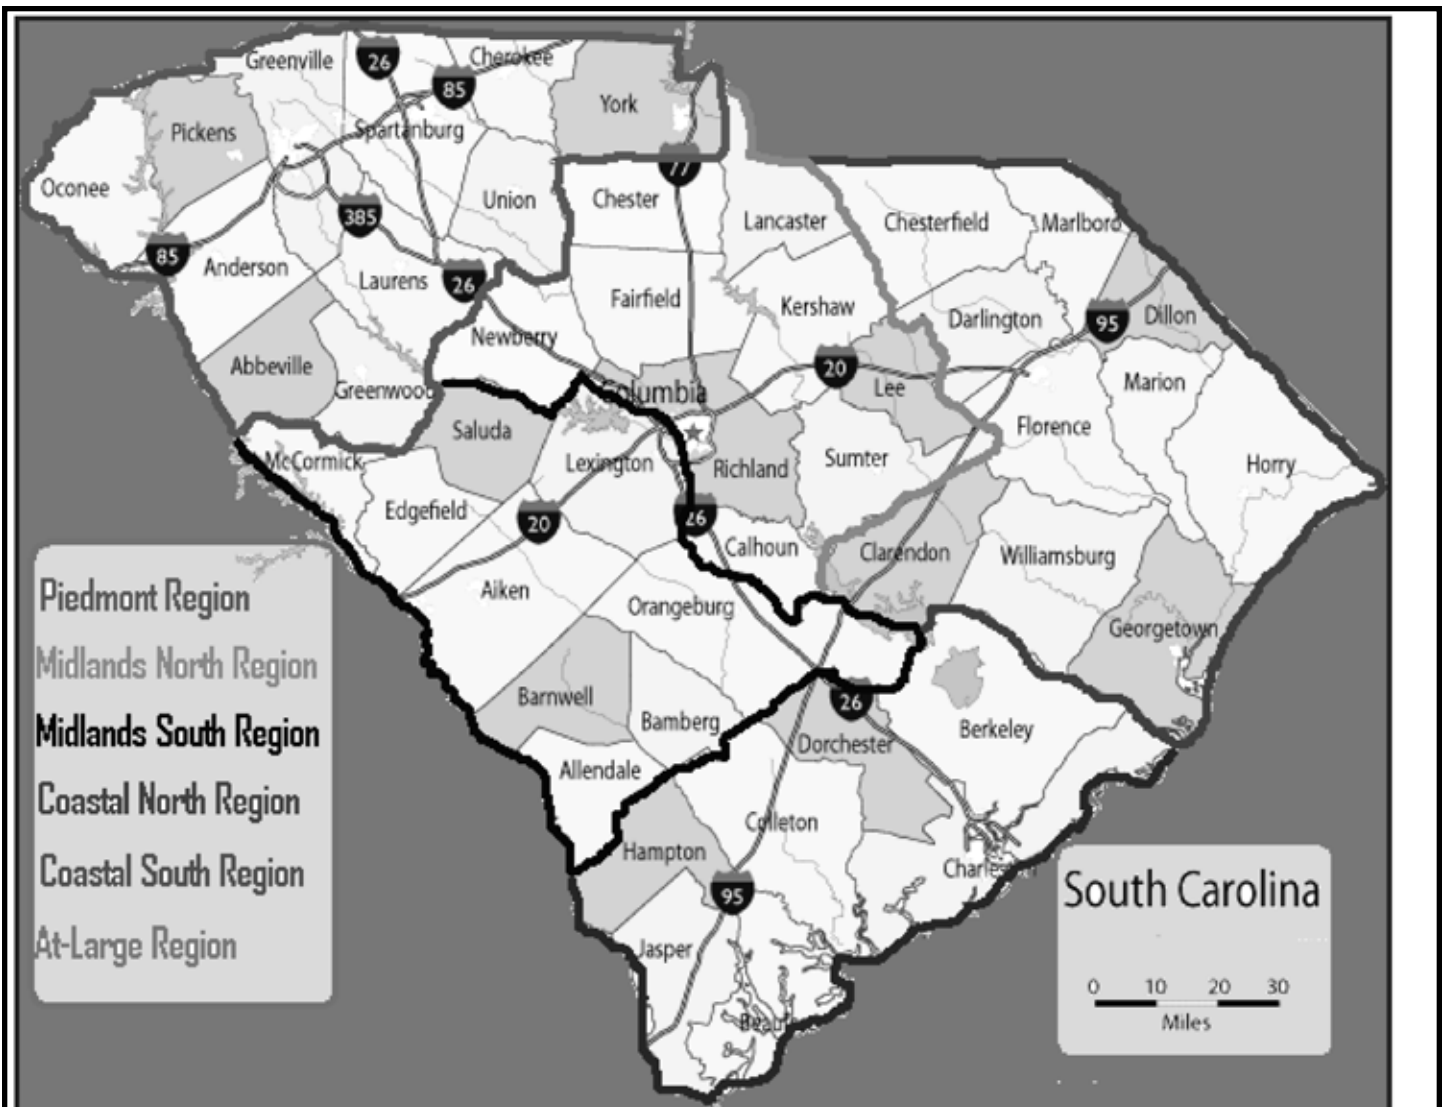 Greenville
26
Cherokee
85
York
Pickens
Spartanburg
Oconee
77
Union
Chester
385
Lancaster
Chesterfield
Marlboro
85
Anderson
Laurens
26
Fairfield
Kershaw
Darlington
95
Dillon
Newberry
Abbeville
20
Greenwood
Columbia
Lee
Marion
Saluda
Florence
McCormick
Lexington
Richland
Sumter
Horry
Edgefield
20
26
Calhoun
Clarendon
Williamsburg
Aiken
Orangeburg
Georgetown
Barnwell
Bamberg
26
Berkeley
Dorchester
Allendale
Colleton
Hampton
95
Jasper
Piedmont Region
Midlands North Region
Midlands South Region
Coastal North Region
Coastal South Region
At-Large Region
South Carolina
0 10 20 30
Miles